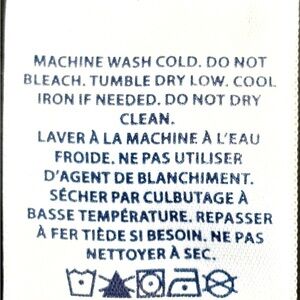 MACHINE WASH COLD. DO NOT
BLEACH. TUMBLE DRY LOW. COOL
IRON IF NEEDED. DO NOT DRY
CLEAN.
LAVER À LA MACHINE À L'EAU
FROIDE. NE PAS UTILISER
D'AGENT DE BLANCHIMENT.
SÉCHER PAR CULBUTAGE À
BASSE TEMPÉRATURE. REPASSER
À FER TIÈDE SI BESOIN. NE PAS
NETTOYER À SEC.